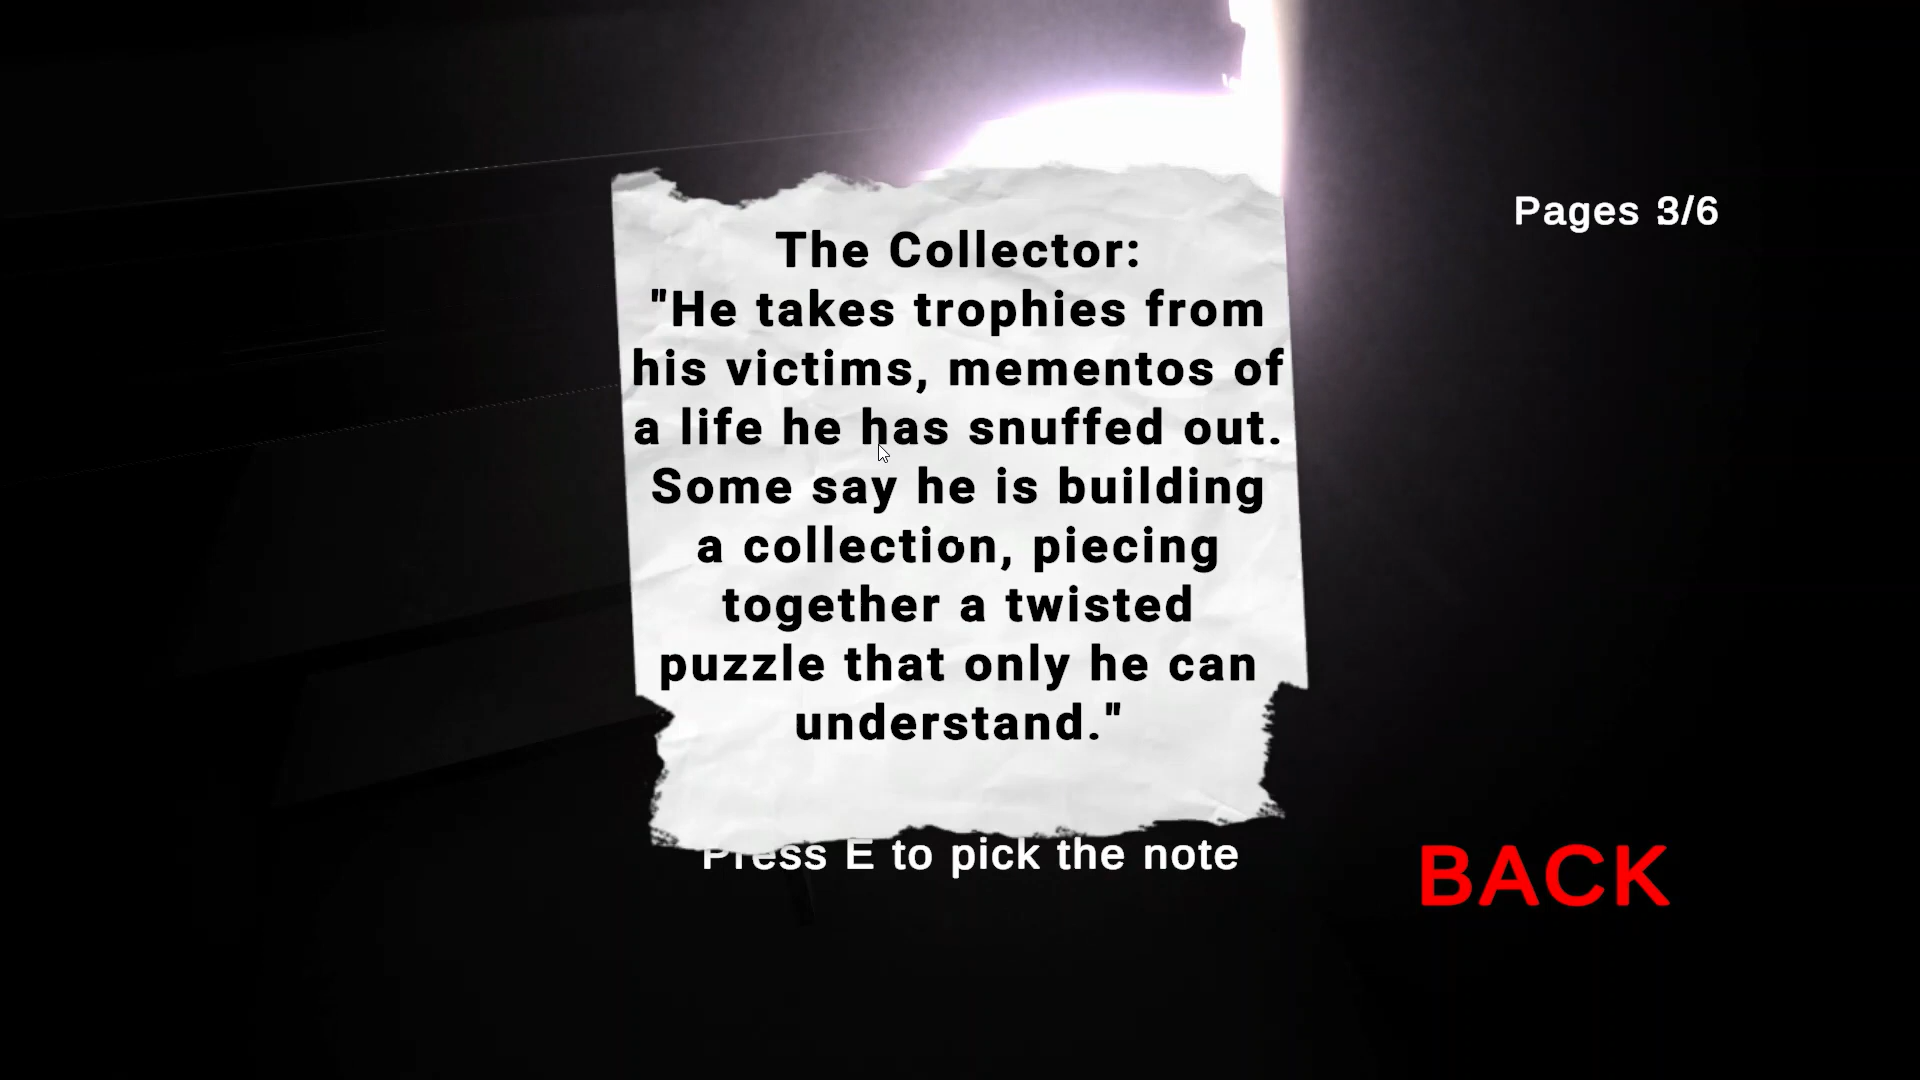 Pages 3/6
The Collector:
"He takes trophies from
his victims, mementos of
a life he has snuffed out.
Some say he is building
a collection, piecing
together a twisted
puzzle that only he can
understand."
Press E to pick the note
BACK